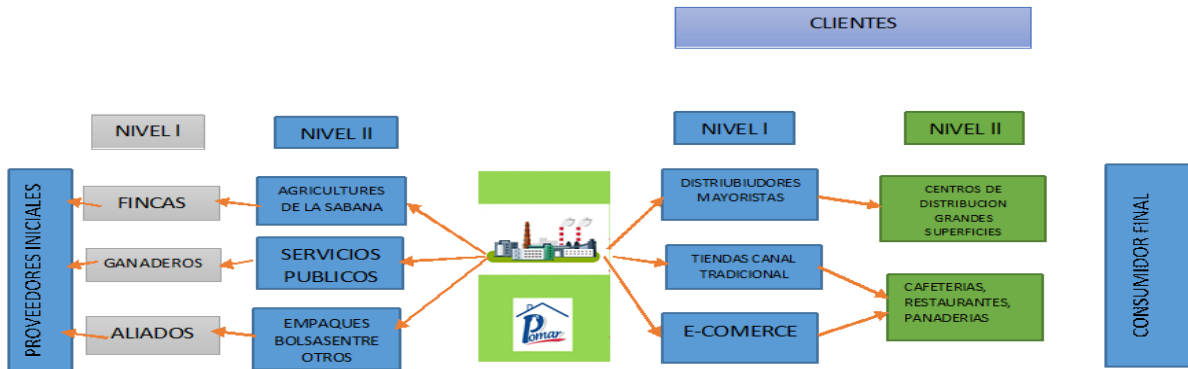 CLIENTES
NIVEL I
NIVEL II
NIVEL I
NIVEL II
PROVEEDORES INICIALES
FINCAS
AGRICULTURES
DE LA SABANA
GANADEROS
SERVICIOS
PUBLICOS
ALIADOS
EMPAQUES
BOLSASENTRE
OTROS
Pomar
DISTRIUBIUDORES
MAYORISTAS
TIENDAS CANAL
TRADICIONAL
E-COMERCE
CENTROS DE
DISTRIBUCION
GRANDES
SUPERFICIES
CAFETERIAS,
RESTAURANTES,
PANADERIAS
CONSUMIDOR FINAL